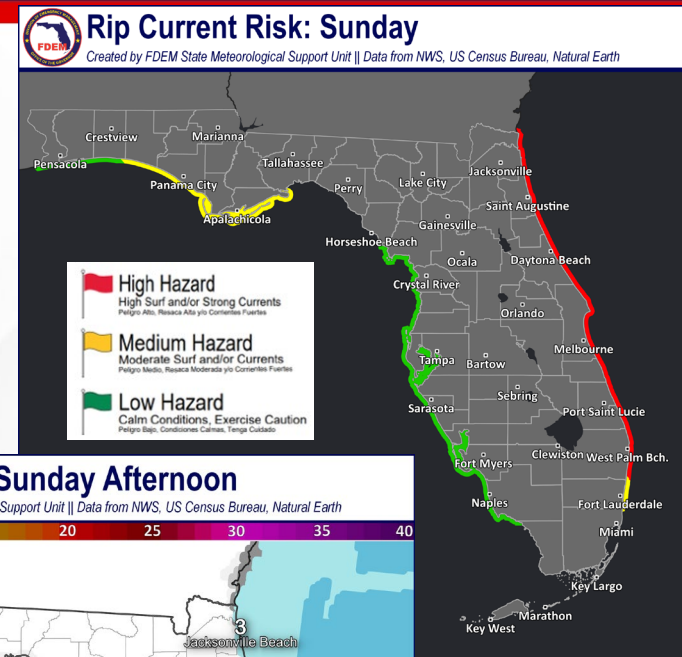 FDEM
Rip Current Risk: Sunday
Created by FDEM State Meteorological Support Unit || Data from NWS, US Census Bureau, Natural Earth
Crestview
Marianna
Pensacola
Tallahassee
Panama City
Perry
Lake City
Jacksonville
Apalachicola
Saint Augustine
Gainesville
Horseshoe Beach
Ocala
Daytona Beach
Crystal River
Orlando
Melbourne
Tampa
Bartow
Sebring
Sarasota
Port Saint Lucie
Clewiston
West Palm Bch.
Fort Myers
Naples
Fort Lauderdale
Miami
Key Largo
Marathon
Key West
High Hazard
High Surf and/or Strong Currents
Peligro Alto, Resaca Alta y/o Corrientes Fuertes
Medium Hazard
Moderate Surf and/or Currents
Peligro Medio, Resaca Moderada y/o Corrientes Fuertes
Low Hazard
Calm Conditions, Exercise Caution
Peligro Bajo, Condiciones Calmas, Tenga Cuidado
Sunday Afternoon
Support Unit || Data from NWS, US Census Bureau, Natural Earth
20 25 30 35 40
3
Jacksonville Beach